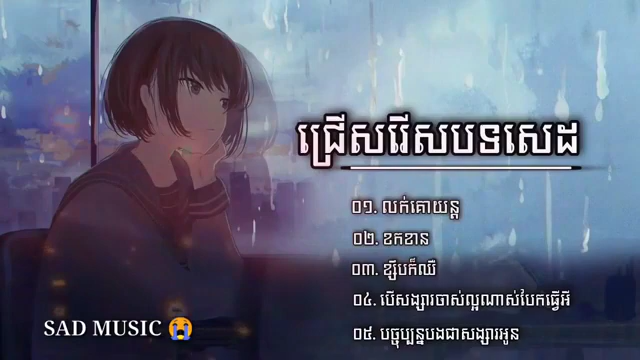 ជ្រើសរើសបទសេដ
០១. លក់គោយន្ត
០២. ខកខាន
០៣. ខ្សឹបក៏ឈឺ
០៤. បើសង្សារចាស់ល្អណាស់បែកធ្វើអី
០៥. បច្ចុប្បន្នបងជាសង្សារអូន
SAD MUSIC 😭